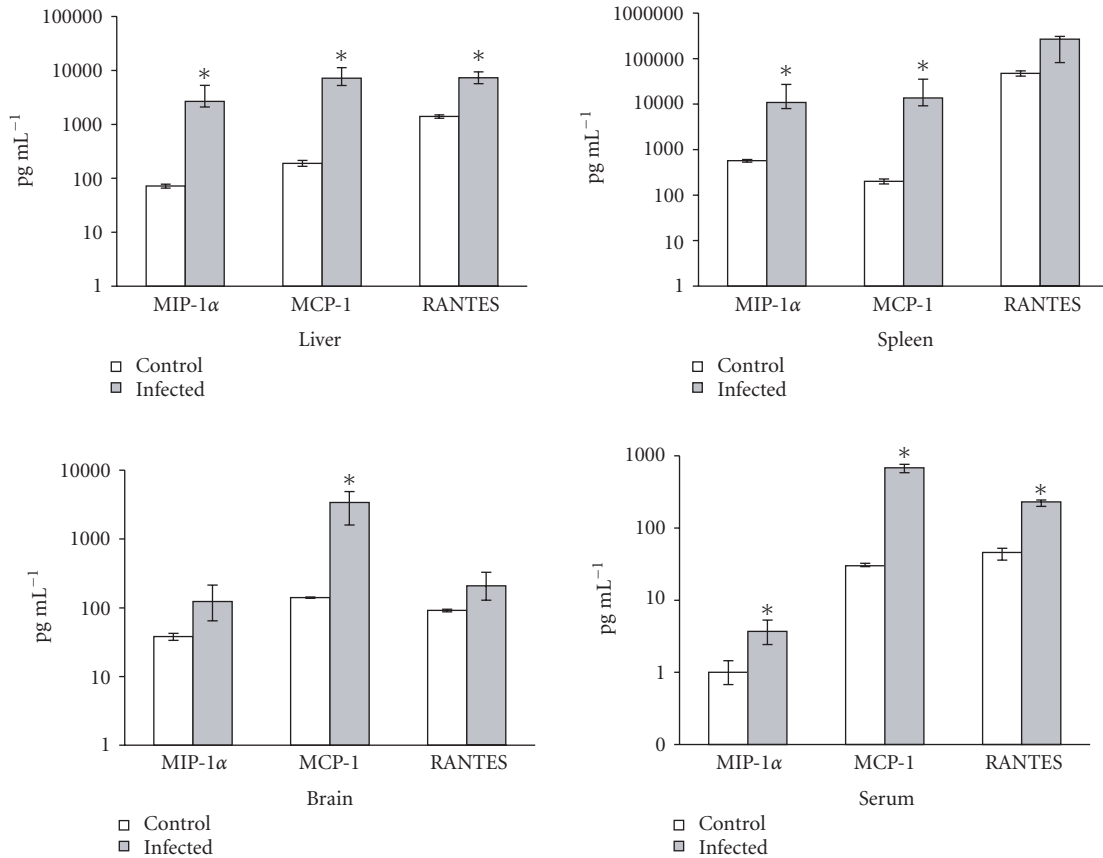 100000
10000
1000
100
10
1
pg mL−1
* * *
MIP-1α MCP-1 RANTES
Liver
Control
Infected
1000000
100000
10000
1000
100
10
1
pg mL−1
* *
MIP-1α MCP-1 RANTES
Spleen
Control
Infected
10000
1000
100
10
1
pg mL−1
*
MIP-1α MCP-1 RANTES
Brain
Control
Infected
1000
100
10
1
0
pg mL−1
* * *
MIP-1α MCP-1 RANTES
Serum
Control
Infected